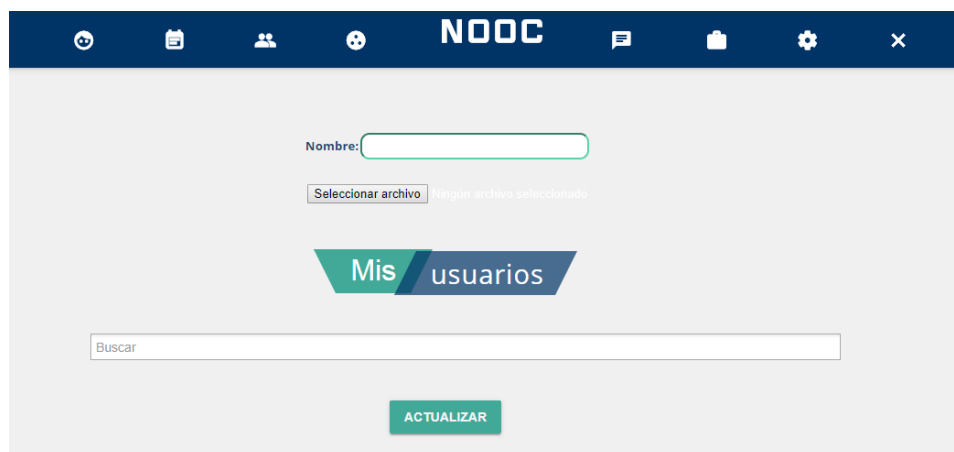 NOOC
Nombre:
Seleccionar archivo Ningún archivo seleccionado
Mis usuarios
Buscar
ACTUALIZAR